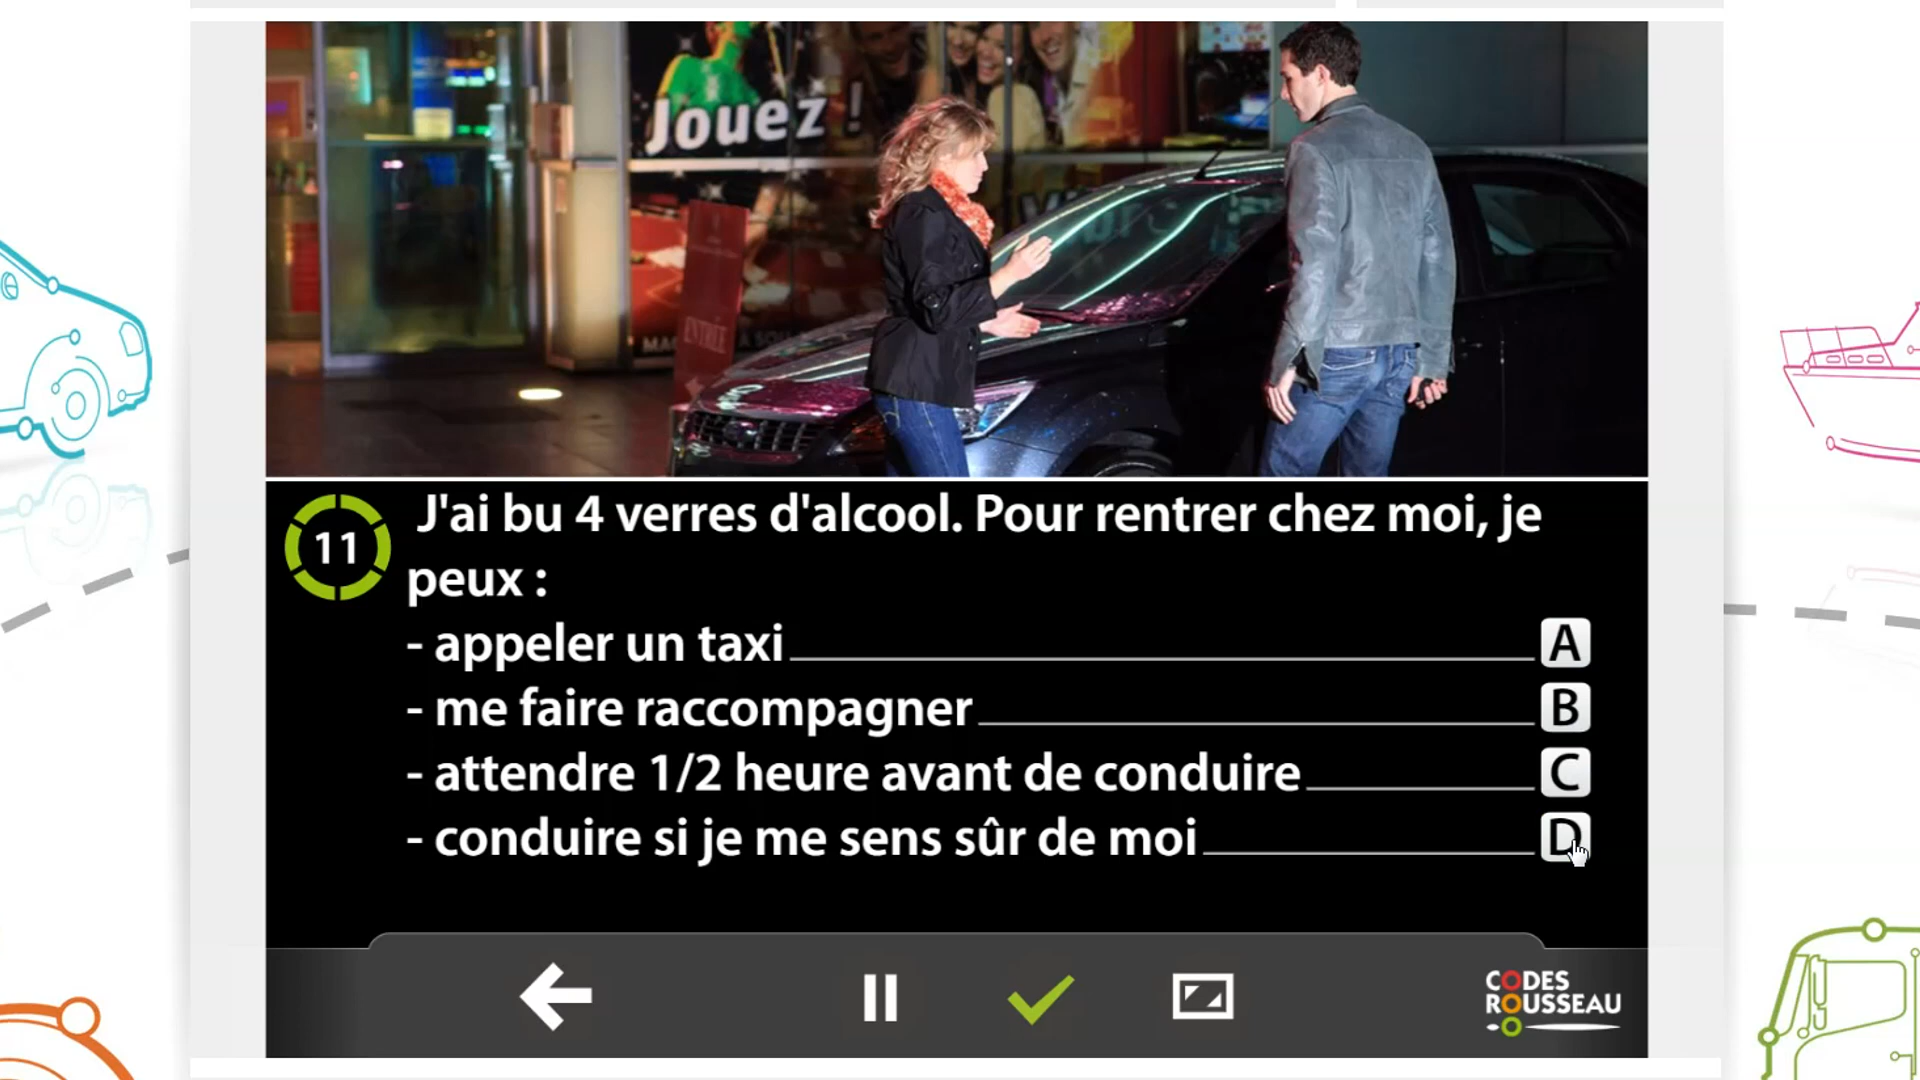 Jouez !
ENTRÉE
11
J'ai bu 4 verres d'alcool. Pour rentrer chez moi, je
peux :
- appeler un taxi A
- me faire raccompagner B
- attendre 1/2 heure avant de conduire C
- conduire si je me sens sûr de moi D
CODES
ROUSSEAU